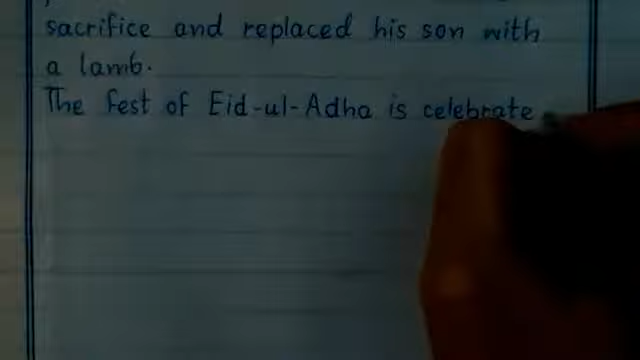 sacrifice and replaced his son with
a lamb.
The fest of Eid-ul-Adha is celebrate